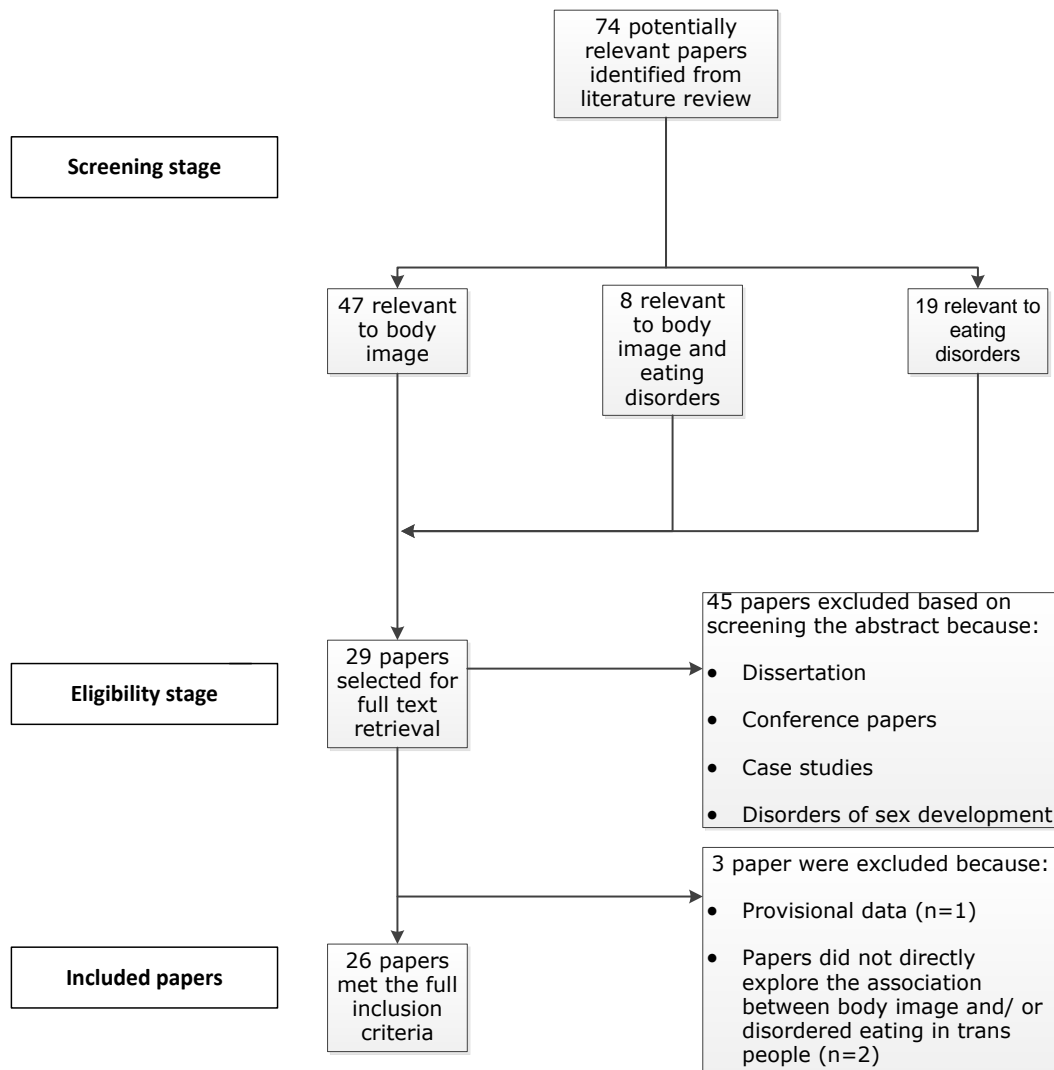 74 potentially
relevant papers
identified from
literature review
Screening stage
47 relevant
to body
image
8 relevant
to body
image and
eating
disorders
19 relevant to
eating
disorders
Eligibility stage
29 papers
selected for
full text
retrieval
45 papers excluded based on
screening the abstract because:
• Dissertation
• Conference papers
• Case studies
• Disorders of sex development
Included papers
26 papers
met the full
inclusion
criteria
3 paper were excluded because:
• Provisional data (n=1)
• Papers did not directly
explore the association
between body image and/ or
disordered eating in trans
people (n=2)